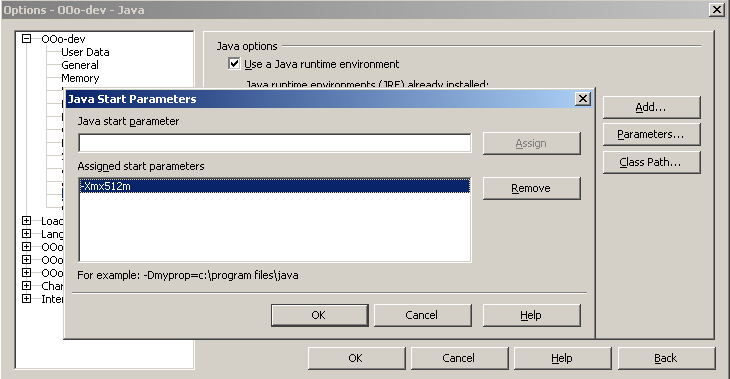 Options - OOo-dev - Java
OOo-dev
User Data
General
Memory
Java options
Use a Java runtime environment
Java runtime environments (JRE) already installed:
Add...
Parameters...
Class Path...
Java Start Parameters
Java start parameter
Assign
Assigned start parameters
-Xmx512m
Remove
For example: -Dmyprop=c:\program files\java
OK
Cancel
Help
Load
Lang
OOo
OOo
OOo
Char
Inter
OK
Cancel
Help
Back